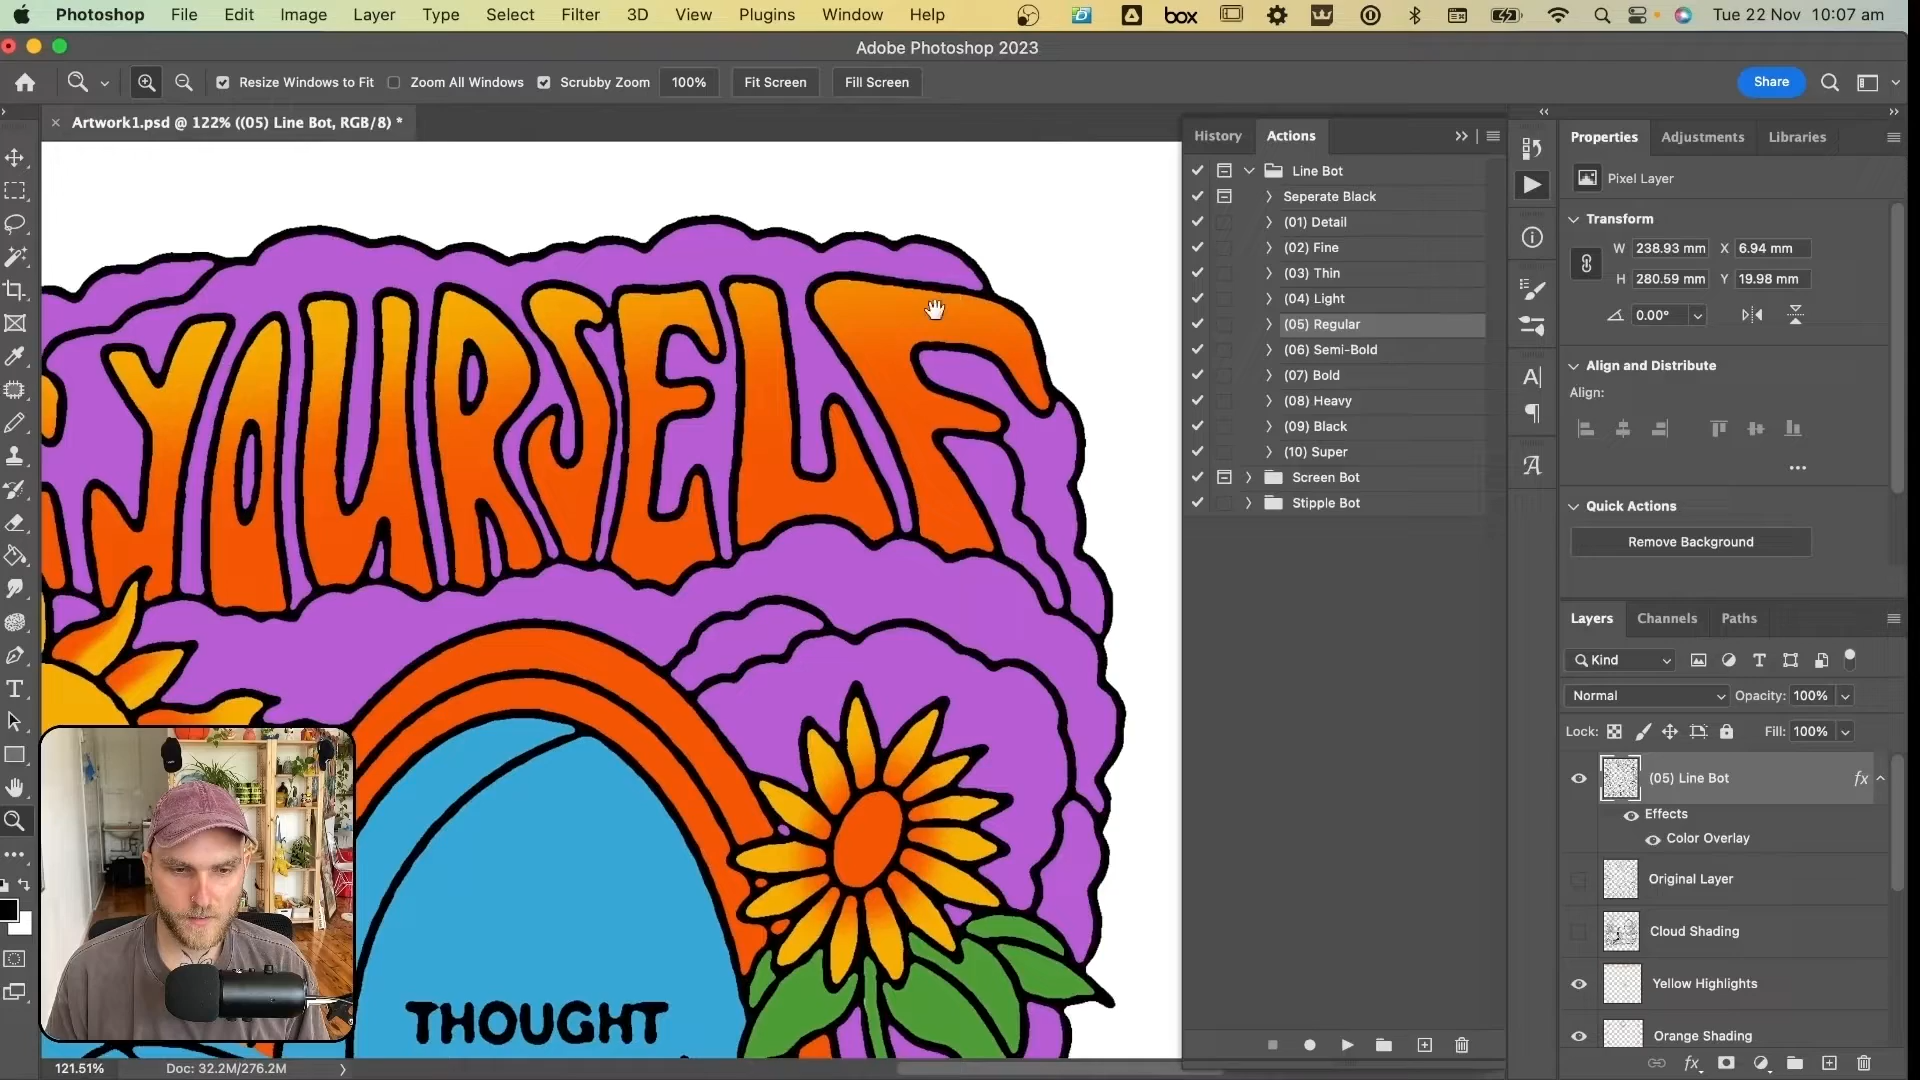 Photoshop File Edit Image Layer Type Select Filter 3D View Plugins Window Help box Tue 22 Nov 10:07 am
Adobe Photoshop 2023
Resize Windows to Fit Zoom All Windows Scrubby Zoom 100% Fit Screen Fill Screen Share
× Artwork1.psd @ 122% ((05) Line Bot, RGB/8) *
YOURSELF
THOUGHT
121.51% Doc: 32.2M/276.2M
History Actions
Line Bot
Seperate Black
(01) Detail
(02) Fine
(03) Thin
(04) Light
(05) Regular
(06) Semi-Bold
(07) Bold
(08) Heavy
(09) Black
(10) Super
Screen Bot
Stipple Bot
Properties Adjustments Libraries
Pixel Layer
Transform
W 238.93 mm X 6.94 mm
H 280.59 mm Y 19.98 mm
0.00°
Align and Distribute
Align:
Quick Actions
Remove Background
Layers Channels Paths
Kind
Normal Opacity: 100%
Lock: Fill: 100%
(05) Line Bot fx
Effects
Color Overlay
Original Layer
Cloud Shading
Yellow Highlights
Orange Shading
fx